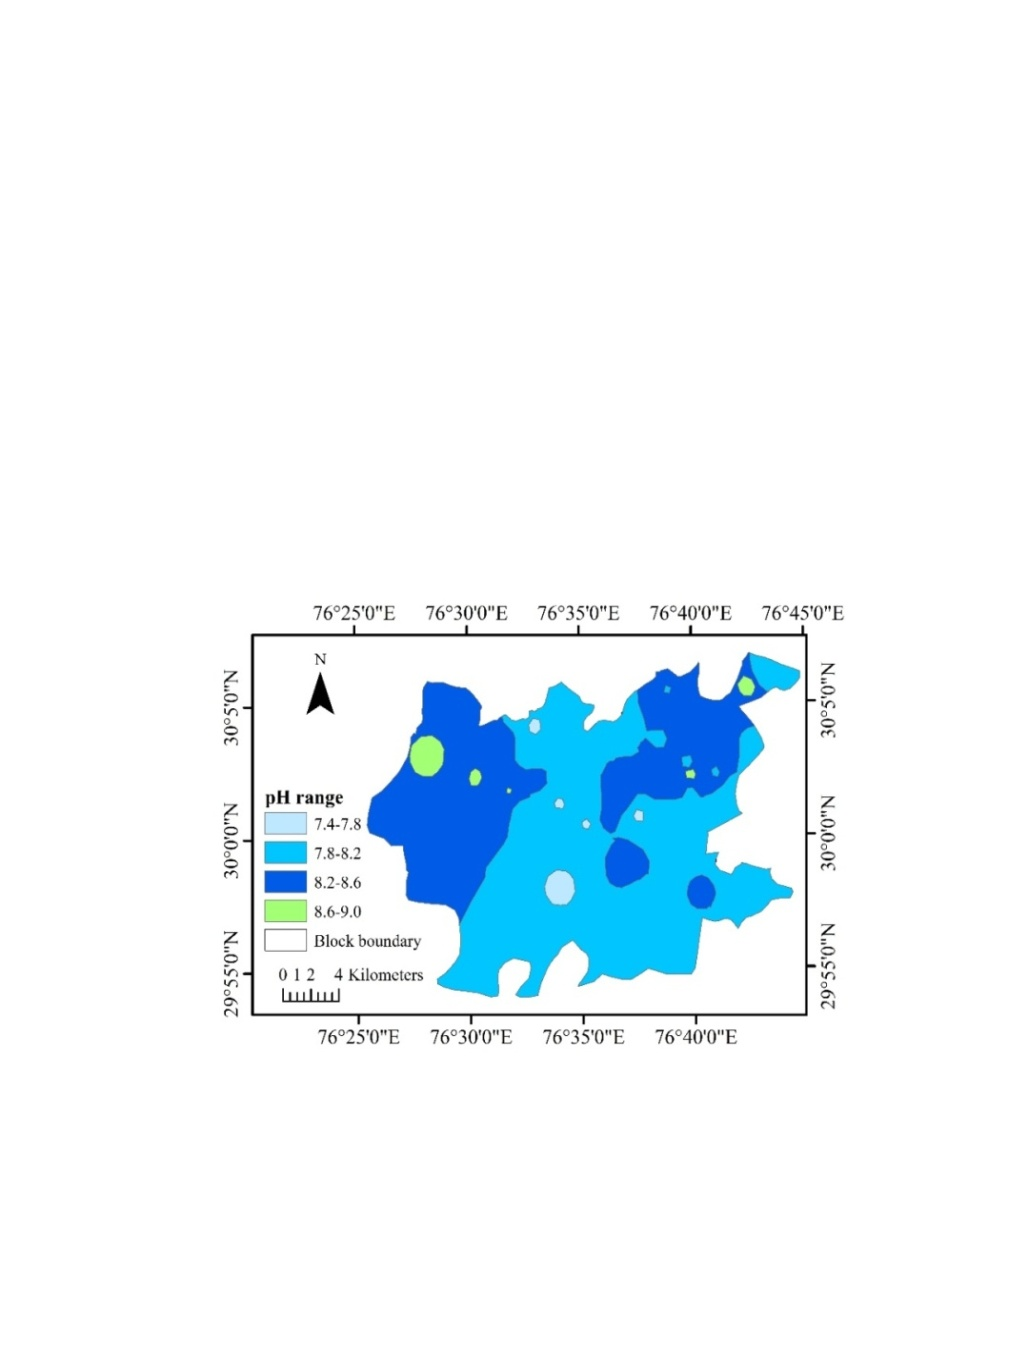 76°25'0"E 76°30'0"E 76°35'0"E 76°40'0"E 76°45'0"E
N
30°5'0"N
30°5'0"N
pH range
7.4-7.8
7.8-8.2
8.2-8.6
8.6-9.0
Block boundary
30°0'0"N
30°0'0"N
0 1 2 4 Kilometers
29°55'0"N
29°55'0"N
76°25'0"E 76°30'0"E 76°35'0"E 76°40'0"E